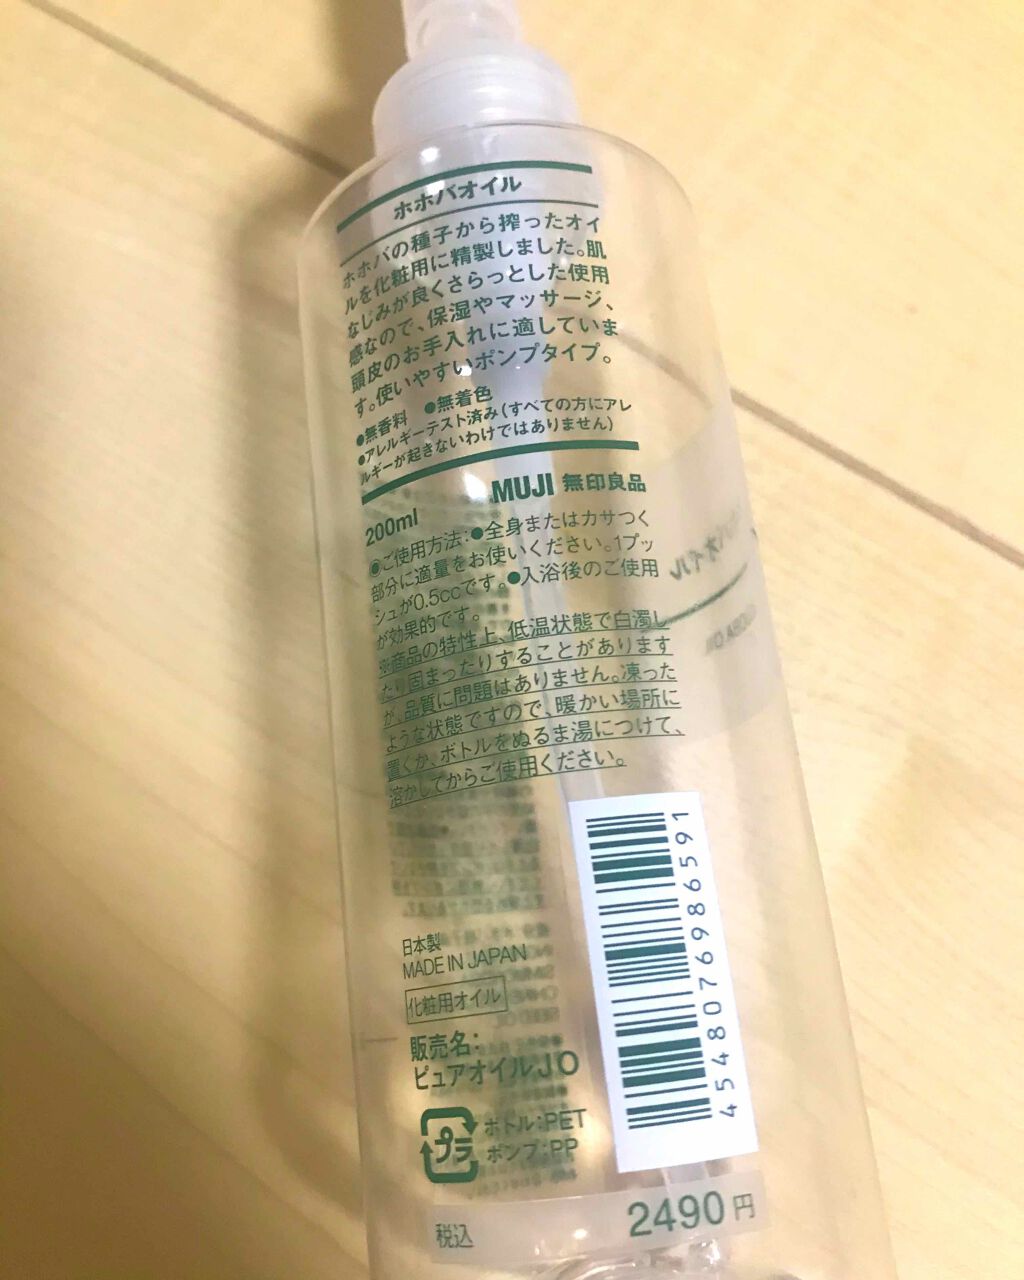 ホホバオイル
ホホバの種子から搾ったオイ
ルを化粧用に精製しました。肌
なじみが良くさらっとした使用
感なので、保湿やマッサージ、
頭皮のお手入れに適していま
す。使いやすいポンプタイプ。
●無香料 ●無着色
●アレルギーテスト済み(すべての方にアレ
ルギーが起きないわけではありません)
MUJI 無印良品
200ml
●ご使用方法:●全身またはカサつく
部分に適量をお使いください。1プッ
シュが0.5ccです。●入浴後のご使用
が効果的です。
※商品の特性上、低温状態で白濁し
たり固まったりすることがあります
が、品質に問題はありません。凍った
ような状態ですので、暖かい場所に
置くか、ボトルをぬるま湯につけて、
溶かしてからご使用ください。
4548076986591
日本製
MADE IN JAPAN
化粧用オイル
販売名:
ピュアオイルJO
プラ
ボトル:PET
ポンプ:PP
税込 2490円